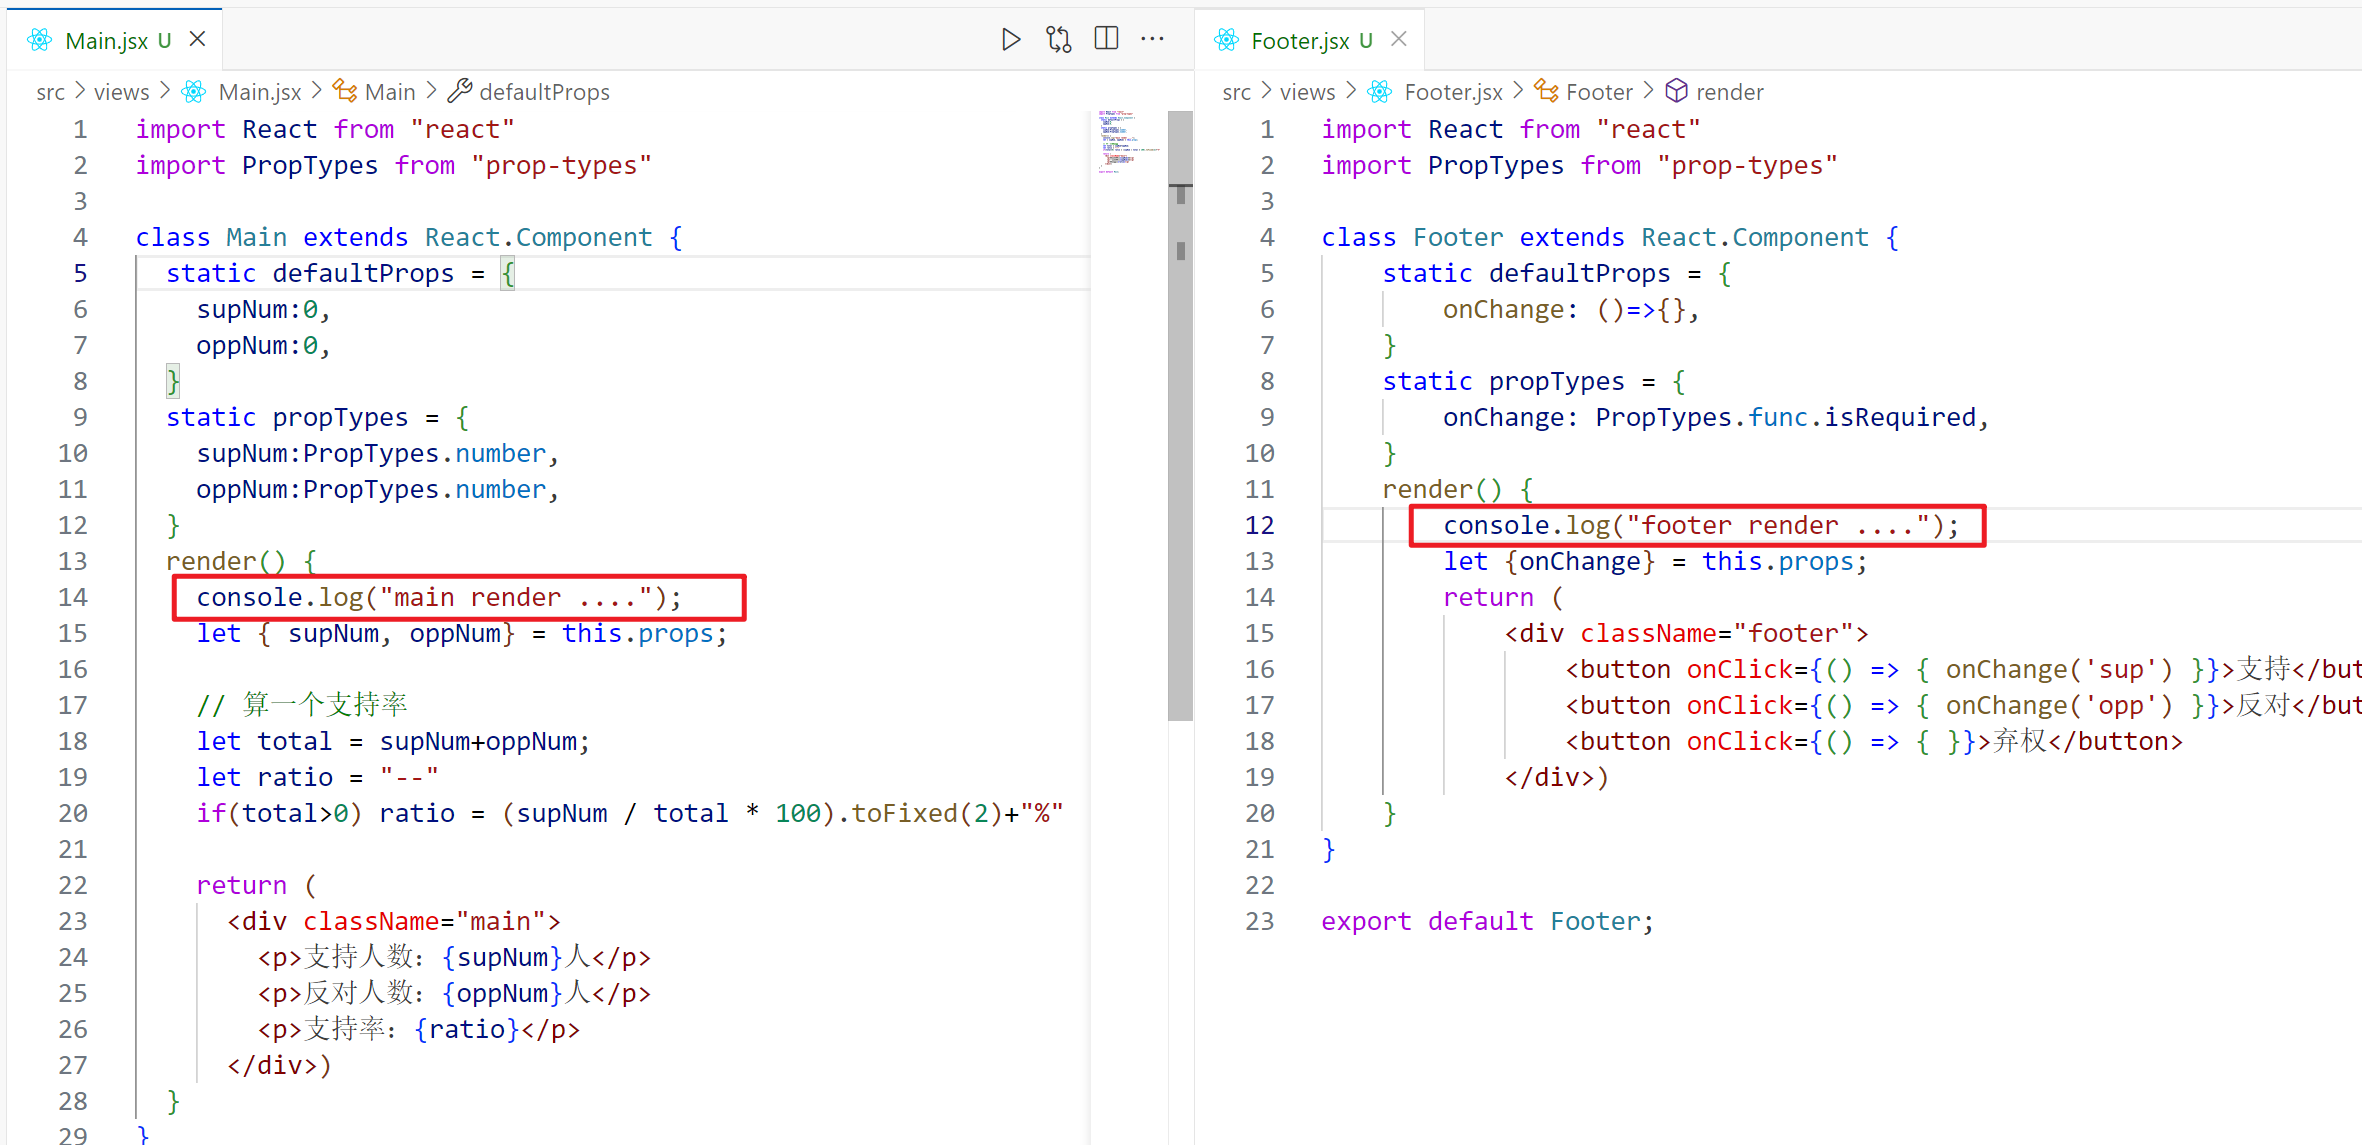 Main.jsx U
src > views > Main.jsx > Main > defaultProps
1 import React from "react"
2 import PropTypes from "prop-types"
3
4 class Main extends React.Component {
5   static defaultProps = {
6     supNum:0,
7     oppNum:0,
8   }
9   static propTypes = {
10     supNum:PropTypes.number,
11     oppNum:PropTypes.number,
12   }
13   render() {
14     console.log("main render ....");
15     let { supNum, oppNum} = this.props;
16
17     // 算一个支持率
18     let total = supNum+oppNum;
19     let ratio = "--"
20     if(total>0) ratio = (supNum / total * 100).toFixed(2)+"%"
21
22     return (
23       <div className="main">
24         <p>支持人数：{supNum}人</p>
25         <p>反对人数：{oppNum}人</p>
26         <p>支持率：{ratio}</p>
27       </div>)
28   }
29 }
Footer.jsx U
src > views > Footer.jsx > Footer > render
1 import React from "react"
2 import PropTypes from "prop-types"
3
4 class Footer extends React.Component {
5     static defaultProps = {
6         onChange: ()=>{},
7     }
8     static propTypes = {
9         onChange: PropTypes.func.isRequired,
10     }
11     render() {
12         console.log("footer render ....");
13         let {onChange} = this.props;
14         return (
15             <div className="footer">
16                 <button onClick={() => { onChange('sup') }}>支持</but
17                 <button onClick={() => { onChange('opp') }}>反对</but
18                 <button onClick={() => { }}>弃权</button>
19             </div>)
20     }
21 }
22
23 export default Footer;